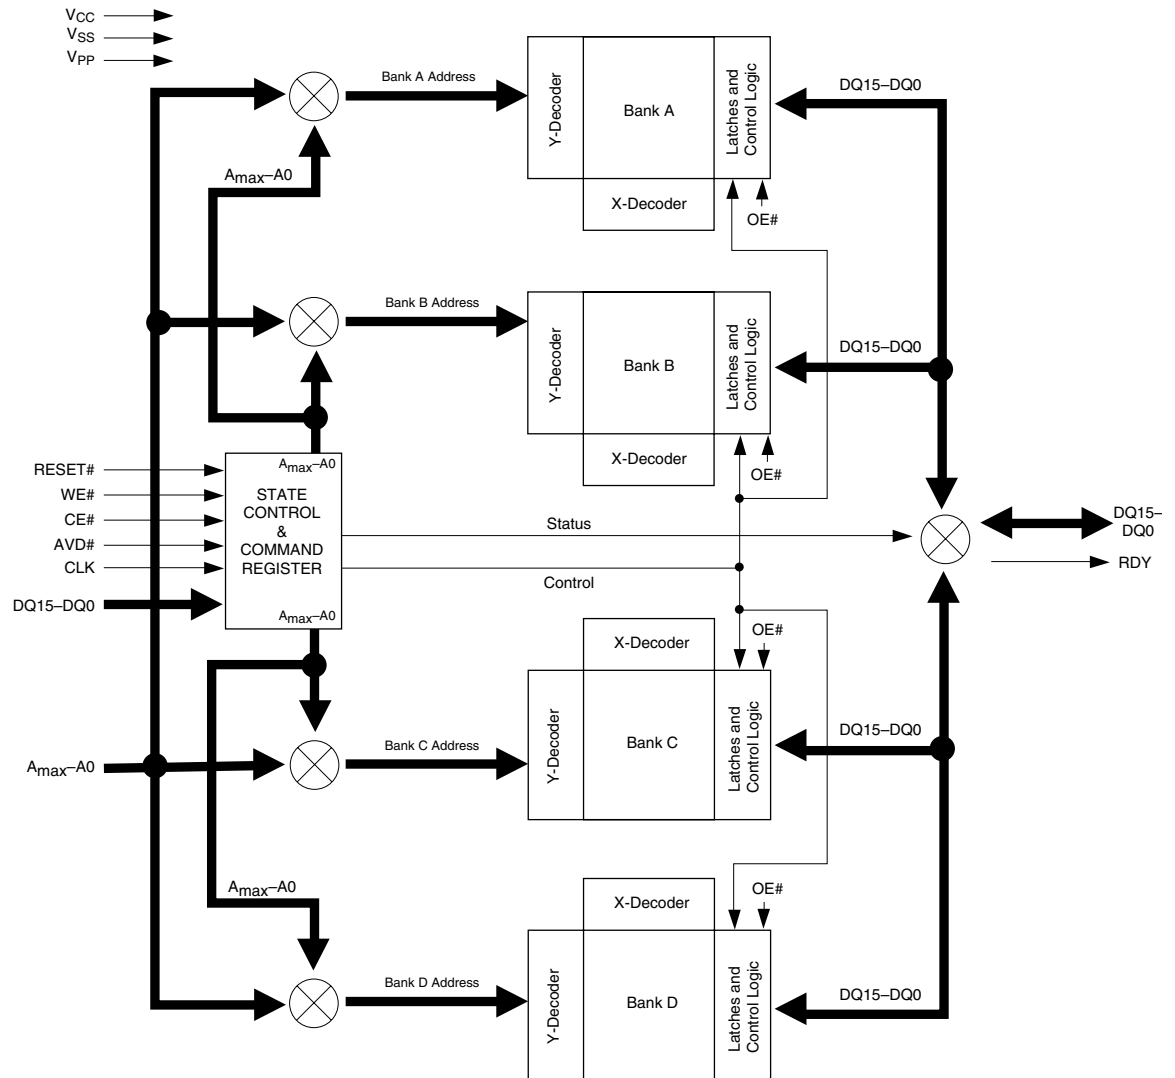 VCC
VSS
VPP
Bank A Address
Amax–A0
Y-Decoder
Bank A
Latches and
Control Logic
X-Decoder
OE#
DQ15–DQ0
Bank B Address
Y-Decoder
Bank B
Latches and
Control Logic
X-Decoder
OE#
DQ15–DQ0
RESET#
WE#
CE#
AVD#
CLK
DQ15–DQ0
Amax–A0
STATE
CONTROL
&
COMMAND
REGISTER
Amax–A0
Status
Control
DQ15–
DQ0
RDY
X-Decoder
OE#
Amax–A0
Bank C Address
Y-Decoder
Bank C
Latches and
Control Logic
DQ15–DQ0
Amax–A0
X-Decoder
OE#
Bank D Address
Y-Decoder
Bank D
Latches and
Control Logic
DQ15–DQ0